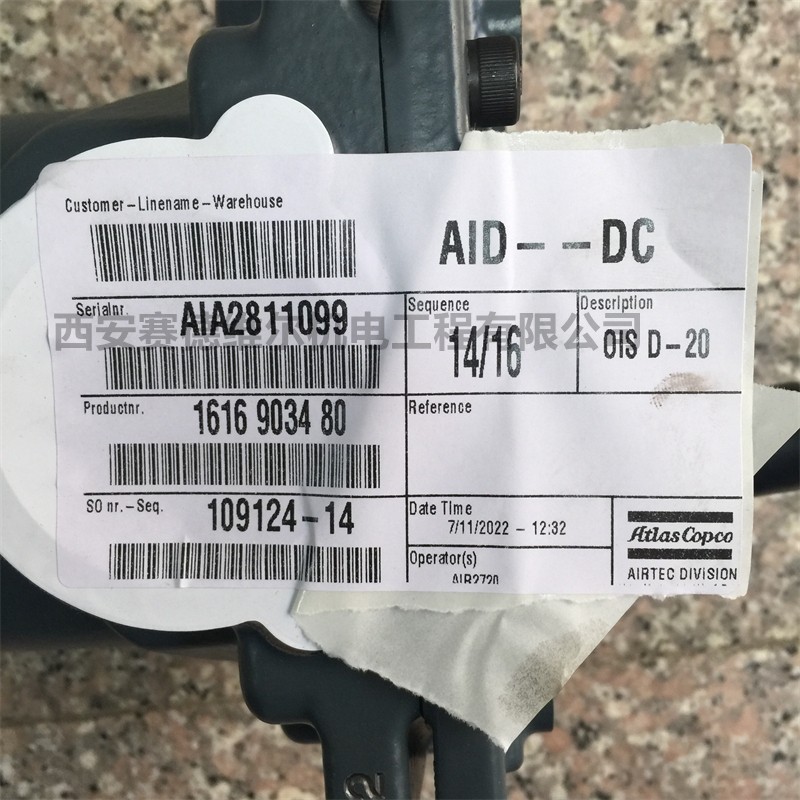 Customer-Linename-Warehouse
AID--DC
Serialnr.
AIA2811099
Sequence
14/16
Description
OIS D-20
西安赛德维尔机电工程有限公司
Productnr.
1616 9034 80
Reference
SO nr.-Seq.
109124-14
Date Time
7/11/2022 - 12:32
Operator(s)
AIR2720
Atlas Copco
AIRTEC DIVISION